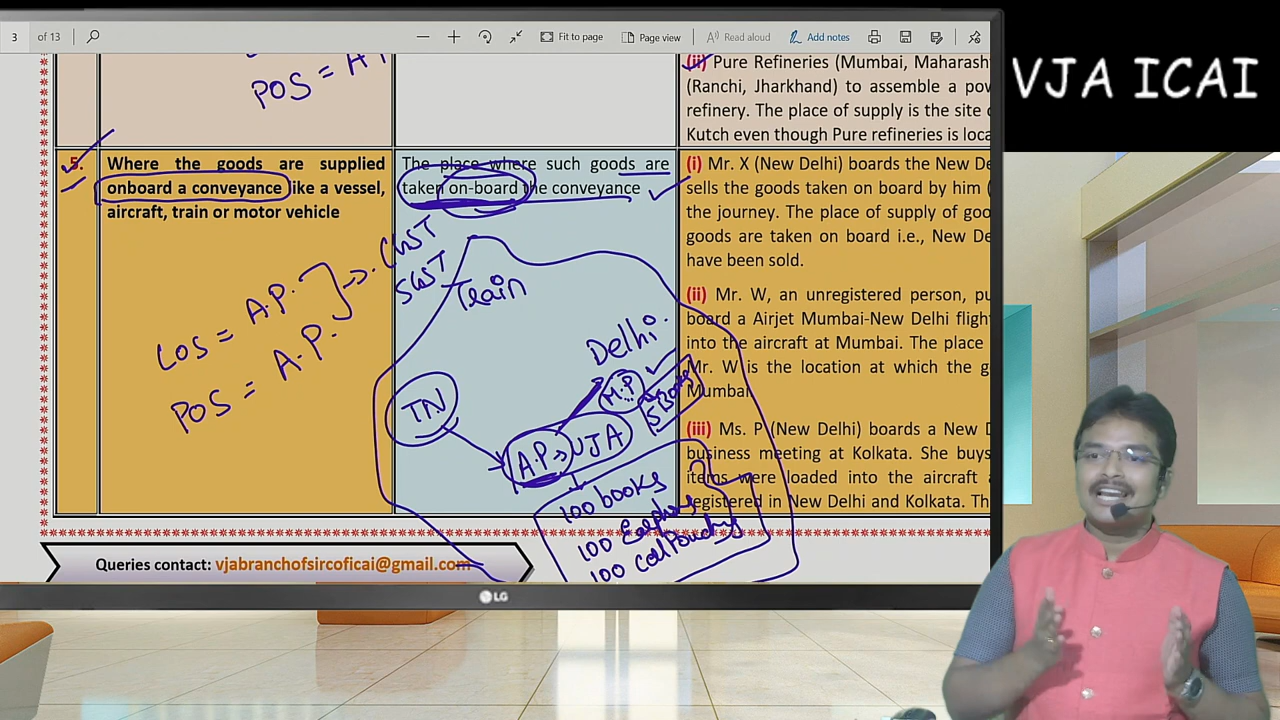 3 of 13
Fit to page
Page view
Read aloud
Add notes
VJA ICAI
POS = A P
(ii) Pure Refineries (Mumbai, Maharash
(Ranchi, Jharkhand) to assemble a pow
refinery. The place of supply is the site o
Kutch even though Pure refineries is loca
5.
Where the goods are supplied
onboard a conveyance like a vessel,
aircraft, train or motor vehicle
LOS = A.P.
POS = A.P.
The place where such goods are
taken on-board the conveyance
CGST
SGST
Train
Delhi.
M.P
5 Books
TN
A.P → VJA
100 books
100
100
(i) Mr. X (New Delhi) boards the New De
sells the goods taken on board by him (
the journey. The place of supply of goo
goods are taken on board i.e., New De
have been sold.
(ii) Mr. W, an unregistered person, pu
board a Airjet Mumbai-New Delhi flight
into the aircraft at Mumbai. The place
Mr. W is the location at which the g
Mumbai.
(iii) Ms. P (New Delhi) boards a New D
business meeting at Kolkata. She buys
items were loaded into the aircraft a
registered in New Delhi and Kolkata. Th
Queries contact: vjabranchofsircoficai@gmail.com
LG